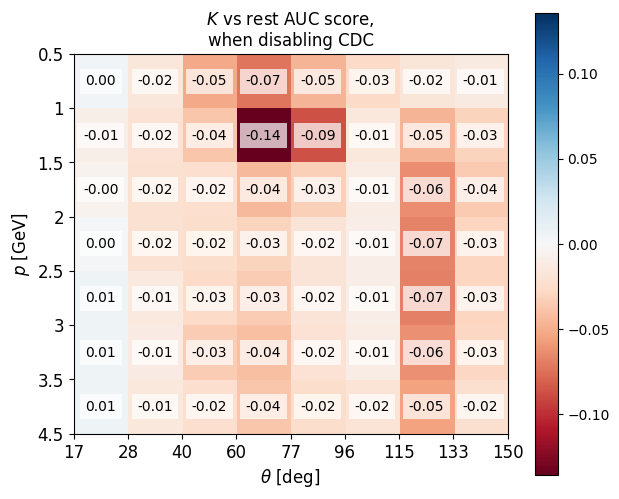 K vs rest AUC score,
when disabling CDC
0.5
0.00 -0.02 -0.05 -0.07 -0.05 -0.03 -0.02 -0.01
1
-0.01 -0.02 -0.04 -0.14 -0.09 -0.01 -0.05 -0.03
1.5
-0.00 -0.02 -0.02 -0.04 -0.03 -0.01 -0.06 -0.04
2
0.00 -0.02 -0.02 -0.03 -0.02 -0.01 -0.07 -0.03
2.5
0.01 -0.01 -0.03 -0.03 -0.02 -0.01 -0.07 -0.03
3
0.01 -0.01 -0.03 -0.04 -0.02 -0.01 -0.06 -0.03
3.5
0.01 -0.01 -0.02 -0.04 -0.02 -0.02 -0.05 -0.02
4.5
p [GeV]
17 28 40 60 77 96 115 133 150
θ [deg]
0.10
0.05
0.00
−0.05
−0.10